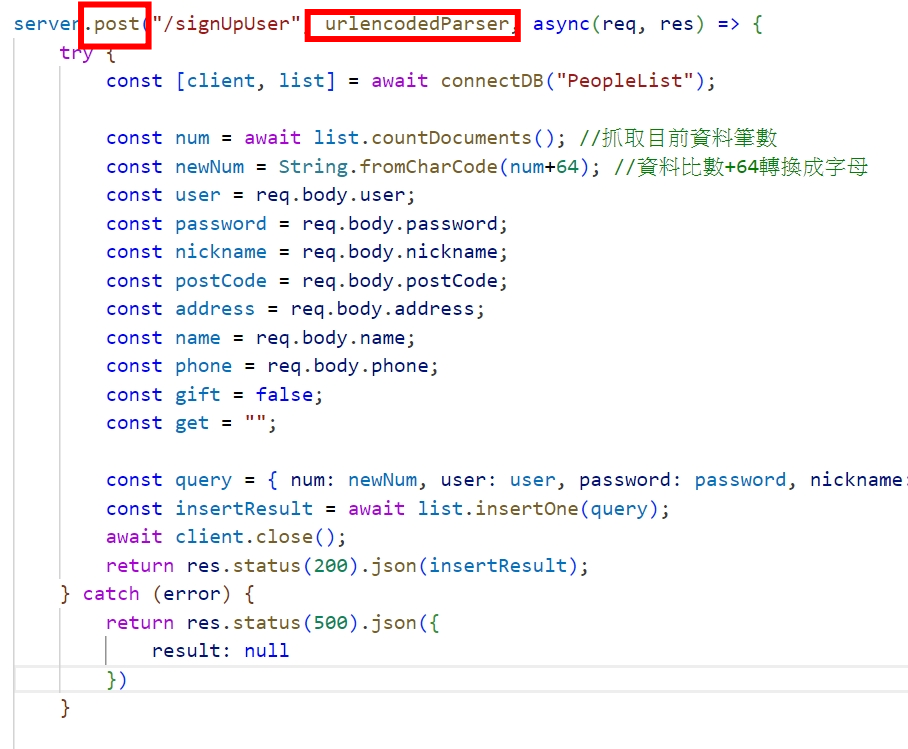 server.post("/signUpUser", urlencodedParser, async(req, res) => {
try {
const [client, list] = await connectDB("PeopleList");
const num = await list.countDocuments(); //抓取目前資料筆數
const newNum = String.fromCharCode(num+64); //資料比數+64轉換成字母
const user = req.body.user;
const password = req.body.password;
const nickname = req.body.nickname;
const postCode = req.body.postCode;
const address = req.body.address;
const name = req.body.name;
const phone = req.body.phone;
const gift = false;
const get = "";
const query = { num: newNum, user: user, password: password, nickname:
const insertResult = await list.insertOne(query);
await client.close();
return res.status(200).json(insertResult);
} catch (error) {
return res.status(500).json({
result: null
})
}